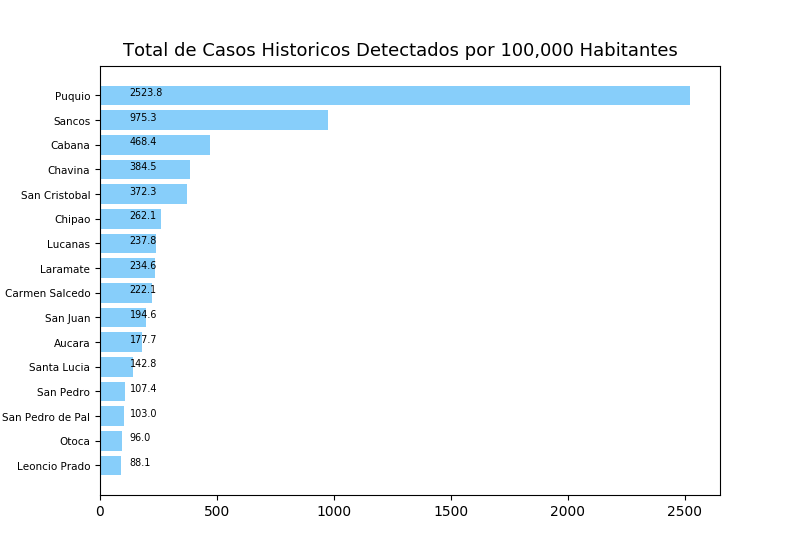 Total de Casos Historicos Detectados por 100,000 Habitantes
Puquio 2523.8
Sancos 975.3
Cabana 468.4
Chavina 384.5
San Cristobal 372.3
Chipao 262.1
Lucanas 237.8
Laramate 234.6
Carmen Salcedo 222.1
San Juan 194.6
Aucara 177.7
Santa Lucia 142.8
San Pedro 107.4
San Pedro de Pal 103.0
Otoca 96.0
Leoncio Prado 88.1
0 500 1000 1500 2000 2500